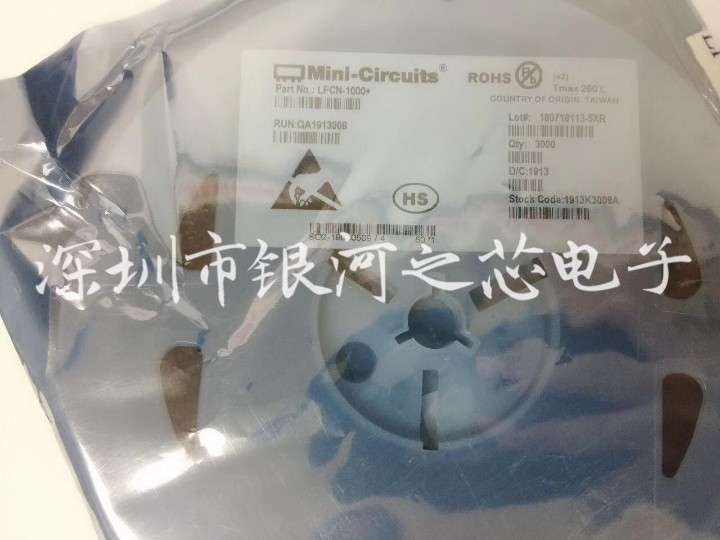 Mini-Circuits®
ROHS Pb (e2)
Tmax 260℃
Part No.: LFCN-1000+
COUNTRY OF ORIGIN: TAIWAN
RUN:QA1913008
Lot#: 180718113-5XR
Qty: 3000
D/C:1913
HS
Stock Code:1913K3008A
深圳市银河之芯电子